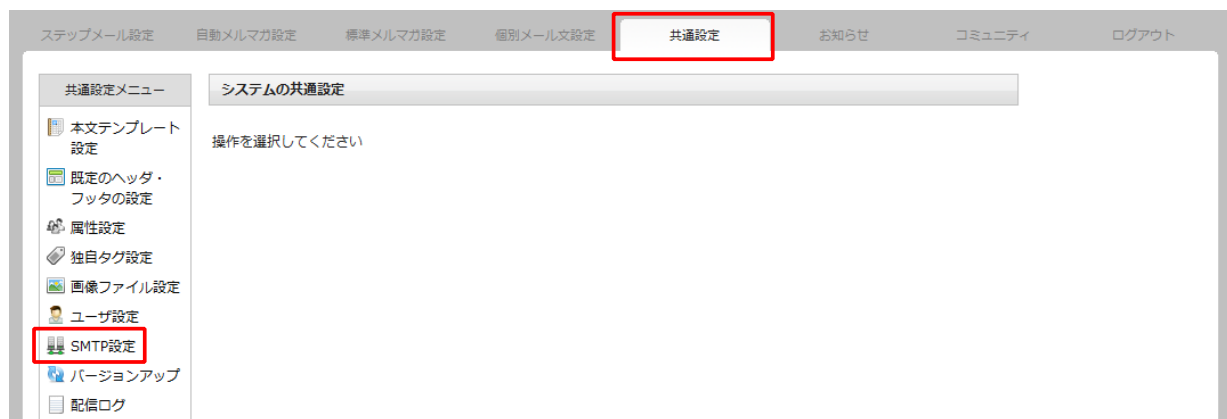 ステップメール設定 自動メルマガ設定 標準メルマガ設定 個別メール文設定 共通設定 お知らせ コミュニティ ログアウト
共通設定メニュー
システムの共通設定
操作を選択してください
本文テンプレート
設定
既定のヘッダ・
フッタの設定
属性設定
独自タグ設定
画像ファイル設定
ユーザ設定
SMTP設定
バージョンアップ
配信ログ